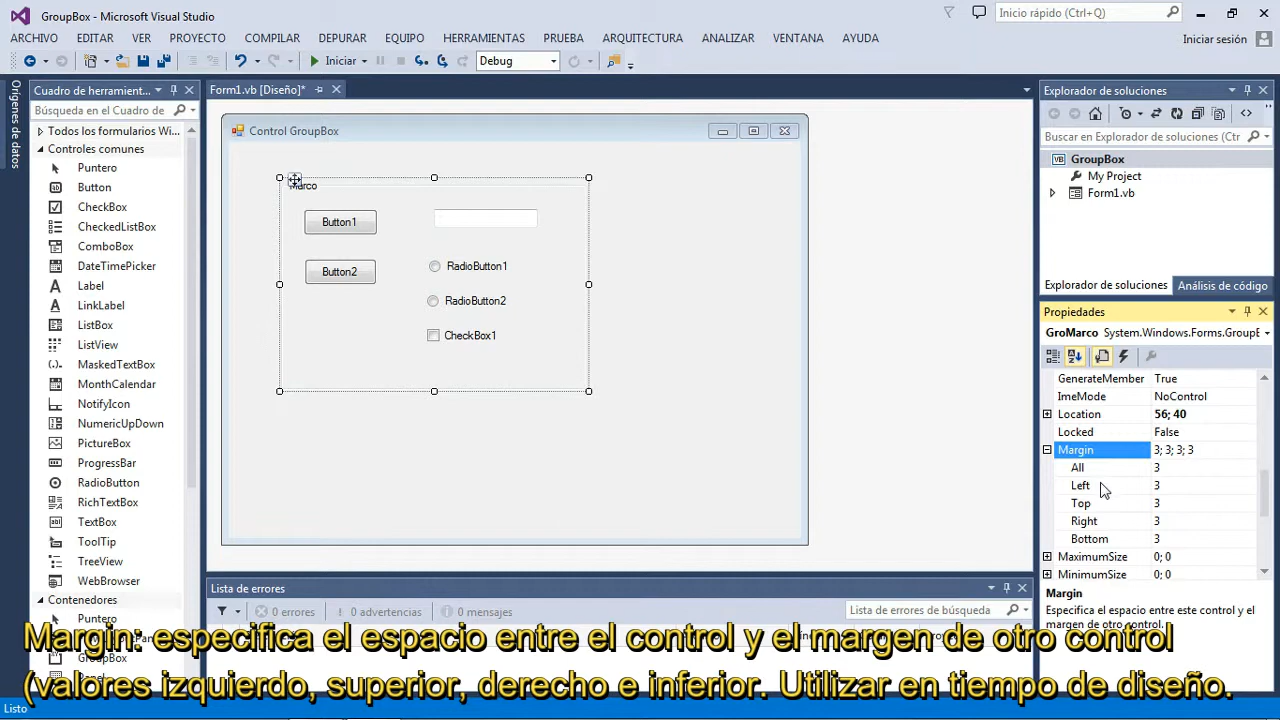 GroupBox - Microsoft Visual Studio
Inicio rápido (Ctrl+Q)
ARCHIVO EDITAR VER PROYECTO COMPILAR DEPURAR EQUIPO HERRAMIENTAS PRUEBA ARQUITECTURA ANALIZAR VENTANA AYUDA
Iniciar sesión
Iniciar
Debug
Orígenes de datos
Cuadro de herramient...
Búsqueda en el Cuadro de
Todos los formularios Wi...
Controles comunes
Puntero
Button
CheckBox
CheckedListBox
ComboBox
DateTimePicker
Label
LinkLabel
ListBox
ListView
MaskedTextBox
MonthCalendar
NotifyIcon
NumericUpDown
PictureBox
ProgressBar
RadioButton
RichTextBox
TextBox
ToolTip
TreeView
WebBrowser
Contenedores
Puntero
GroupBox
Form1.vb [Diseño]*
Control GroupBox
Marco
Button1
Button2
RadioButton1
RadioButton2
CheckBox1
Lista de errores
0 errores
0 advertencias
0 mensajes
Lista de errores de búsqueda
Explorador de soluciones
Buscar en Explorador de soluciones (Ctrl
GroupBox
My Project
Form1.vb
Explorador de soluciones Análisis de código
Propiedades
GroMarco System.Windows.Forms.GroupE
GenerateMember True
ImeMode NoControl
Location 56; 40
Locked False
Margin 3; 3; 3; 3
All 3
Left 3
Top 3
Right 3
Bottom 3
MaximumSize 0; 0
MinimumSize 0; 0
Margin
Especifica el espacio entre este control y el
margen de otro control.
Margin: especifica el espacio entre el control y el margen de otro control
(valores izquierdo, superior, derecho e inferior. Utilizar en tiempo de diseño.
Listo